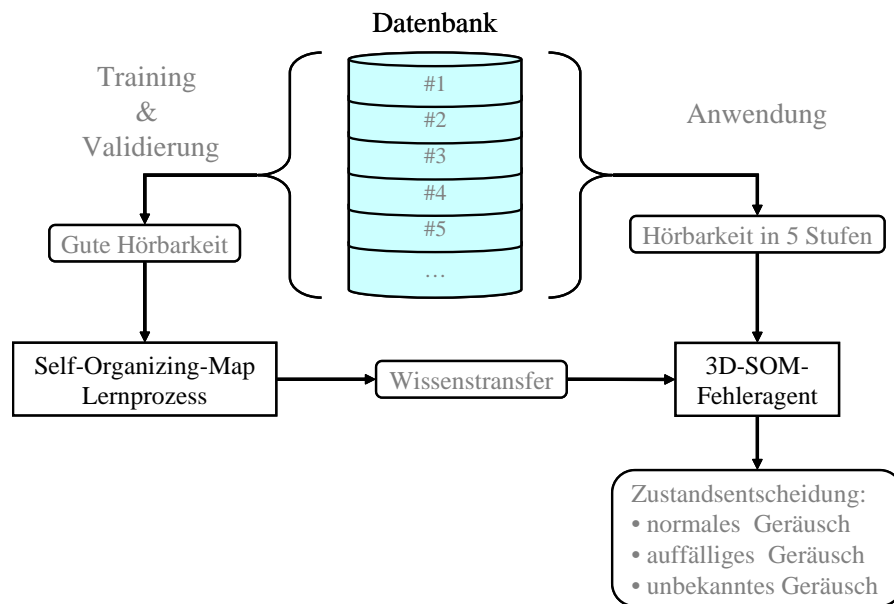 Datenbank
Training
&
Validierung
#1
#2
#3
#4
#5
…
Anwendung
Gute Hörbarkeit
Hörbarkeit in 5 Stufen
Self-Organizing-Map
Lernprozess
Wissenstransfer
3D-SOM-
Fehleragent
Zustandsentscheidung:
• normales Geräusch
• auffälliges Geräusch
• unbekanntes Geräusch